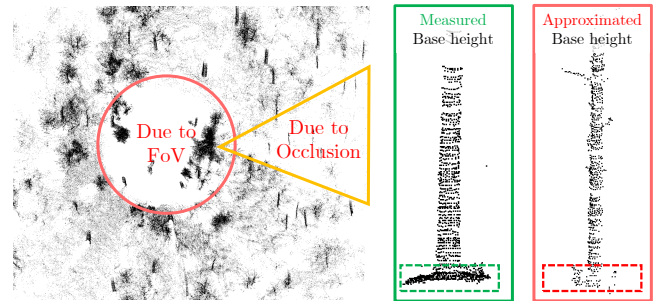 Due to
FoV
Due to
Occlusion
Measured
Base height
Approximated
Base height